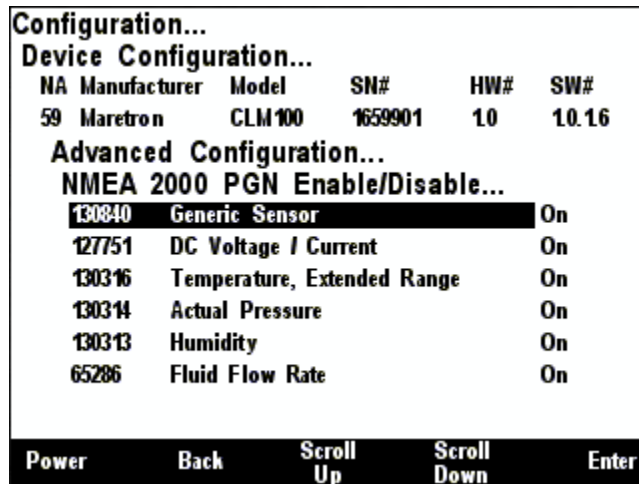 Configuration...
Device Configuration...
NA Manufacturer Model SN# HW# SW#
59 Maretron CLM100 1659901 1.0 1.0.1.6
Advanced Configuration...
NMEA 2000 PGN Enable/Disable...
130840 Generic Sensor On
127751 DC Voltage / Current On
130316 Temperature, Extended Range On
130314 Actual Pressure On
130313 Humidity On
65286 Fluid Flow Rate On
Power Back Scroll Up Scroll Down Enter